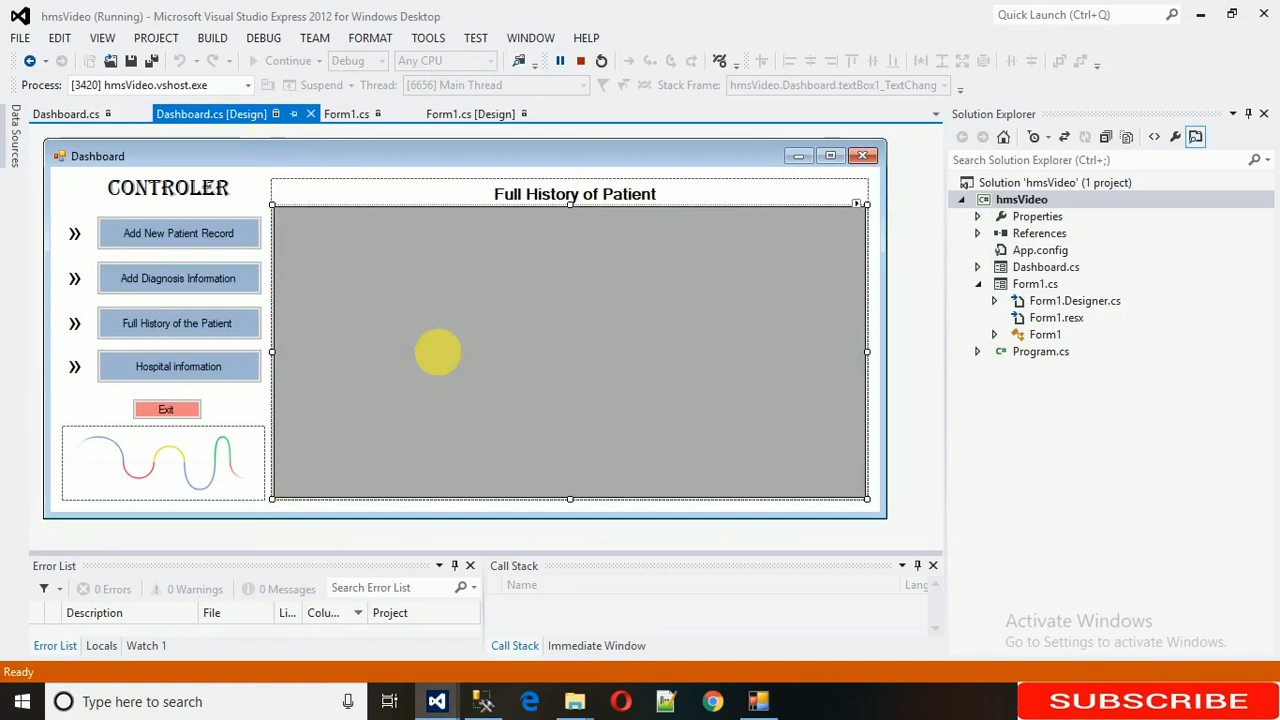 hmsVideo (Running) - Microsoft Visual Studio Express 2012 for Windows Desktop
Quick Launch (Ctrl+Q)
FILE EDIT VIEW PROJECT BUILD DEBUG TEAM FORMAT TOOLS TEST WINDOW HELP
Continue Debug Any CPU
Process: [3420] hmsVideo.vshost.exe Suspend Thread: [6656] Main Thread Stack Frame: hmsVideo.Dashboard.textBox1_TextChang
Dashboard.cs Dashboard.cs [Design] Form1.cs Form1.cs [Design]
Solution Explorer
Data Sources
Search Solution Explorer (Ctrl+;)
Solution 'hmsVideo' (1 project)
hmsVideo
Properties
References
App.config
Dashboard.cs
Form1.cs
Form1.Designer.cs
Form1.resx
Form1
Program.cs
Dashboard
CONTROLER
Full History of Patient
Add New Patient Record
Add Diagnosis Information
Full History of the Patient
Hospital information
Exit
Error List
0 Errors 0 Warnings 0 Messages Search Error List
Description File Li... Colu... Project
Error List Locals Watch 1
Call Stack
Name Lang
Call Stack Immediate Window
Activate Windows
Go to Settings to activate Windows.
Ready
Type here to search
SUBSCRIBE